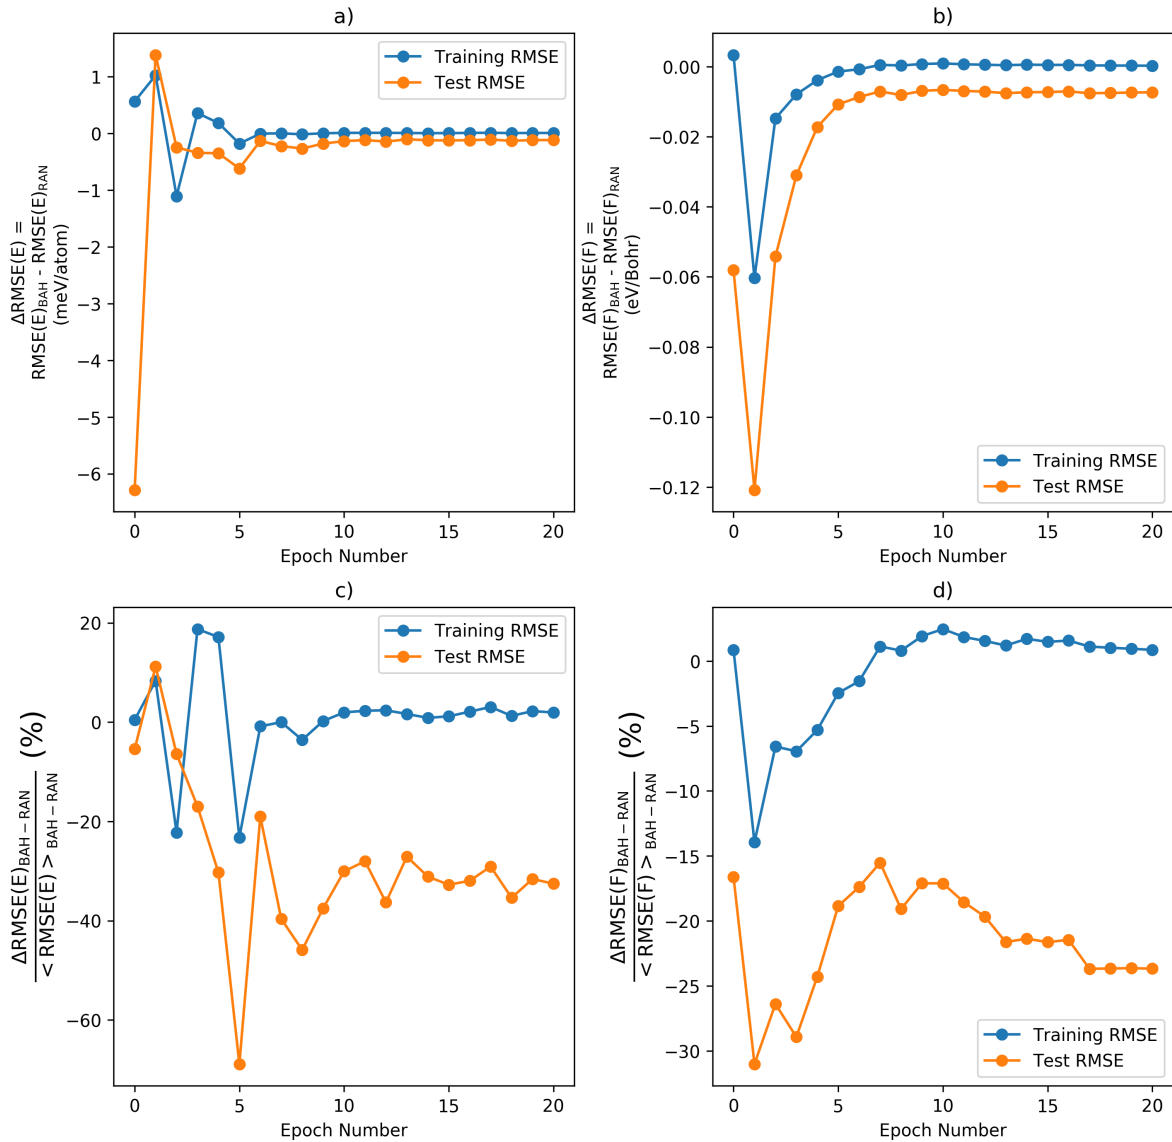 a)
ΔRMSE(E) =
RMSE(E)BAH - RMSE(E)RAN
(meV/atom)
1
0
−1
−2
−3
−4
−5
−6
Training RMSE
Test RMSE
0 5 10 15 20
Epoch Number
b)
ΔRMSE(F) =
RMSE(F)BAH - RMSE(F)RAN
(eV/Bohr)
0.00
−0.02
−0.04
−0.06
−0.08
−0.10
−0.12
Training RMSE
Test RMSE
0 5 10 15 20
Epoch Number
c)
ΔRMSE(E)BAH−RAN
< RMSE(E) >BAH−RAN
(%)
20
0
−20
−40
−60
Training RMSE
Test RMSE
0 5 10 15 20
Epoch Number
d)
ΔRMSE(F)BAH−RAN
< RMSE(F) >BAH−RAN
(%)
0
−5
−10
−15
−20
−25
−30
Training RMSE
Test RMSE
0 5 10 15 20
Epoch Number